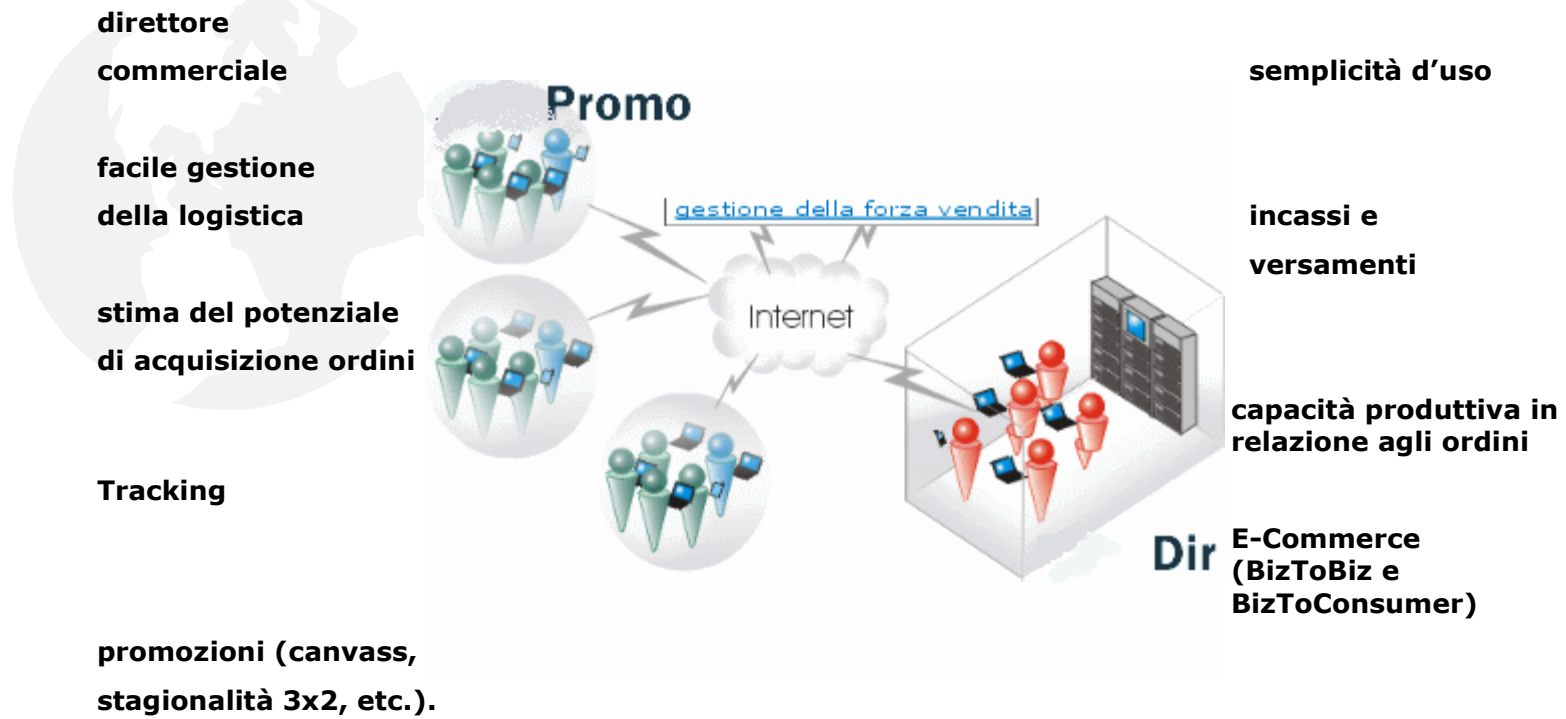 direttore
commerciale
facile gestione
della logistica
stima del potenziale
di acquisizione ordini
Tracking
promozioni (canvass,
stagionalità 3x2, etc.).
Promo
gestione della forza vendita
Internet
Dir
semplicità d’uso
incassi e
versamenti
capacità produttiva in
relazione agli ordini
E-Commerce
(BizToBiz e
BizToConsumer)